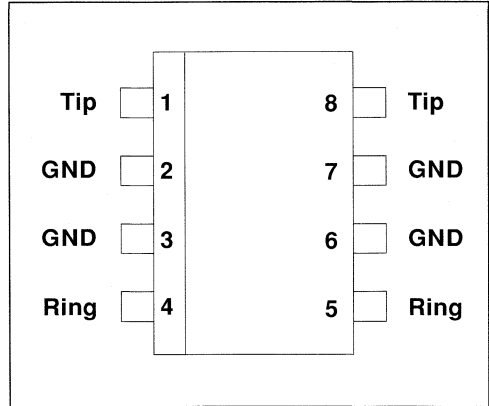 Tip 1 8 Tip
GND 2 7 GND
GND 3 6 GND
Ring 4 5 Ring